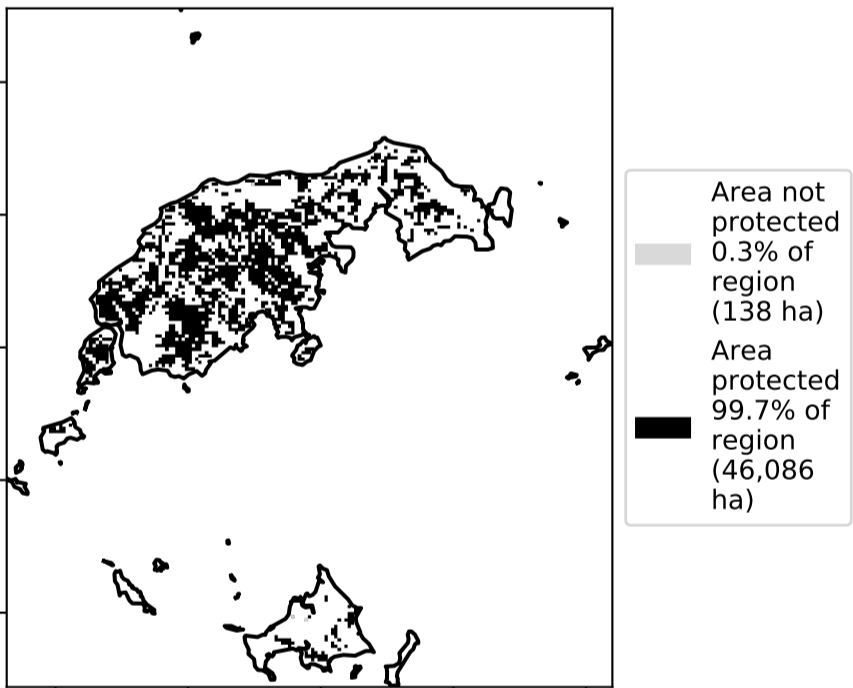 Area not
protected
0.3% of
region
(138 ha)
Area
protected
99.7% of
region
(46,086
ha)